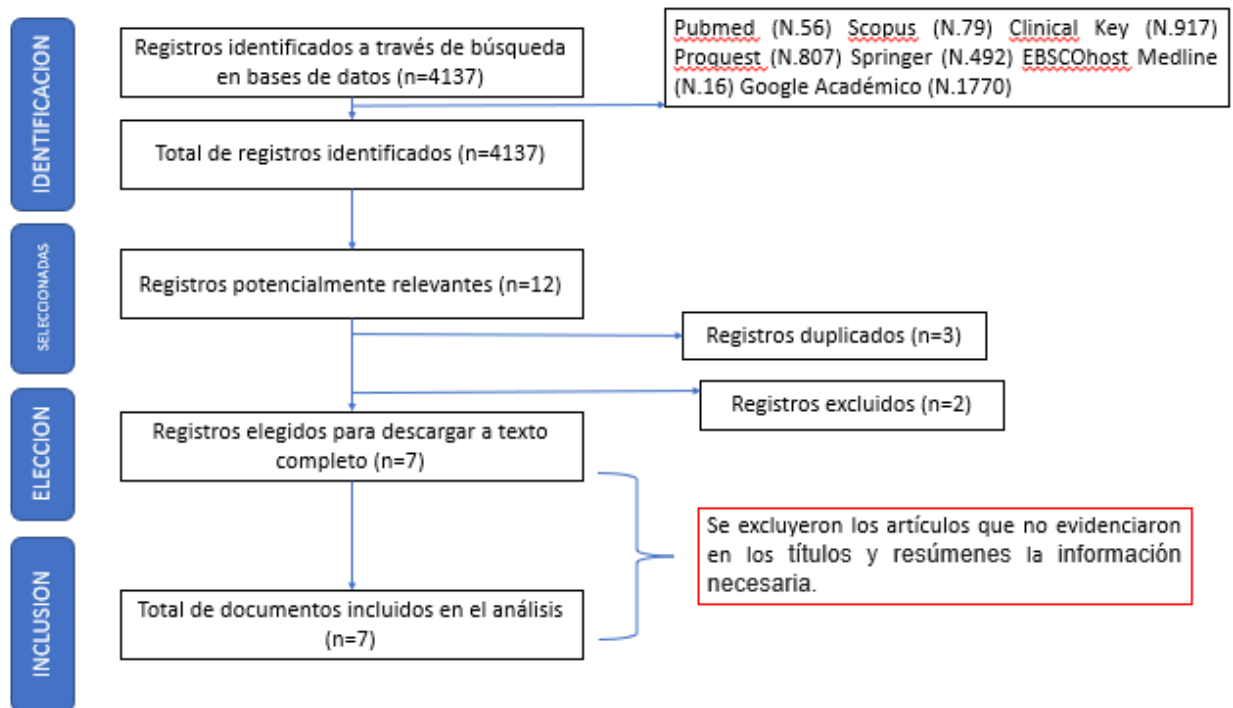 IDENTIFICACION
Registros identificados a través de búsqueda
en bases de datos (n=4137)
Pubmed (N.56) Scopus (N.79) Clinical Key (N.917)
Proquest (N.807) Springer (N.492) EBSCOhost Medline
(N.16) Google Académico (N.1770)
Total de registros identificados (n=4137)
SELECCIONADAS
Registros potencialmente relevantes (n=12)
Registros duplicados (n=3)
Registros excluidos (n=2)
ELECCION
Registros elegidos para descargar a texto
completo (n=7)
Se excluyeron los artículos que no evidenciaron
en los títulos y resúmenes la información
necesaria.
INCLUSION
Total de documentos incluidos en el análisis
(n=7)